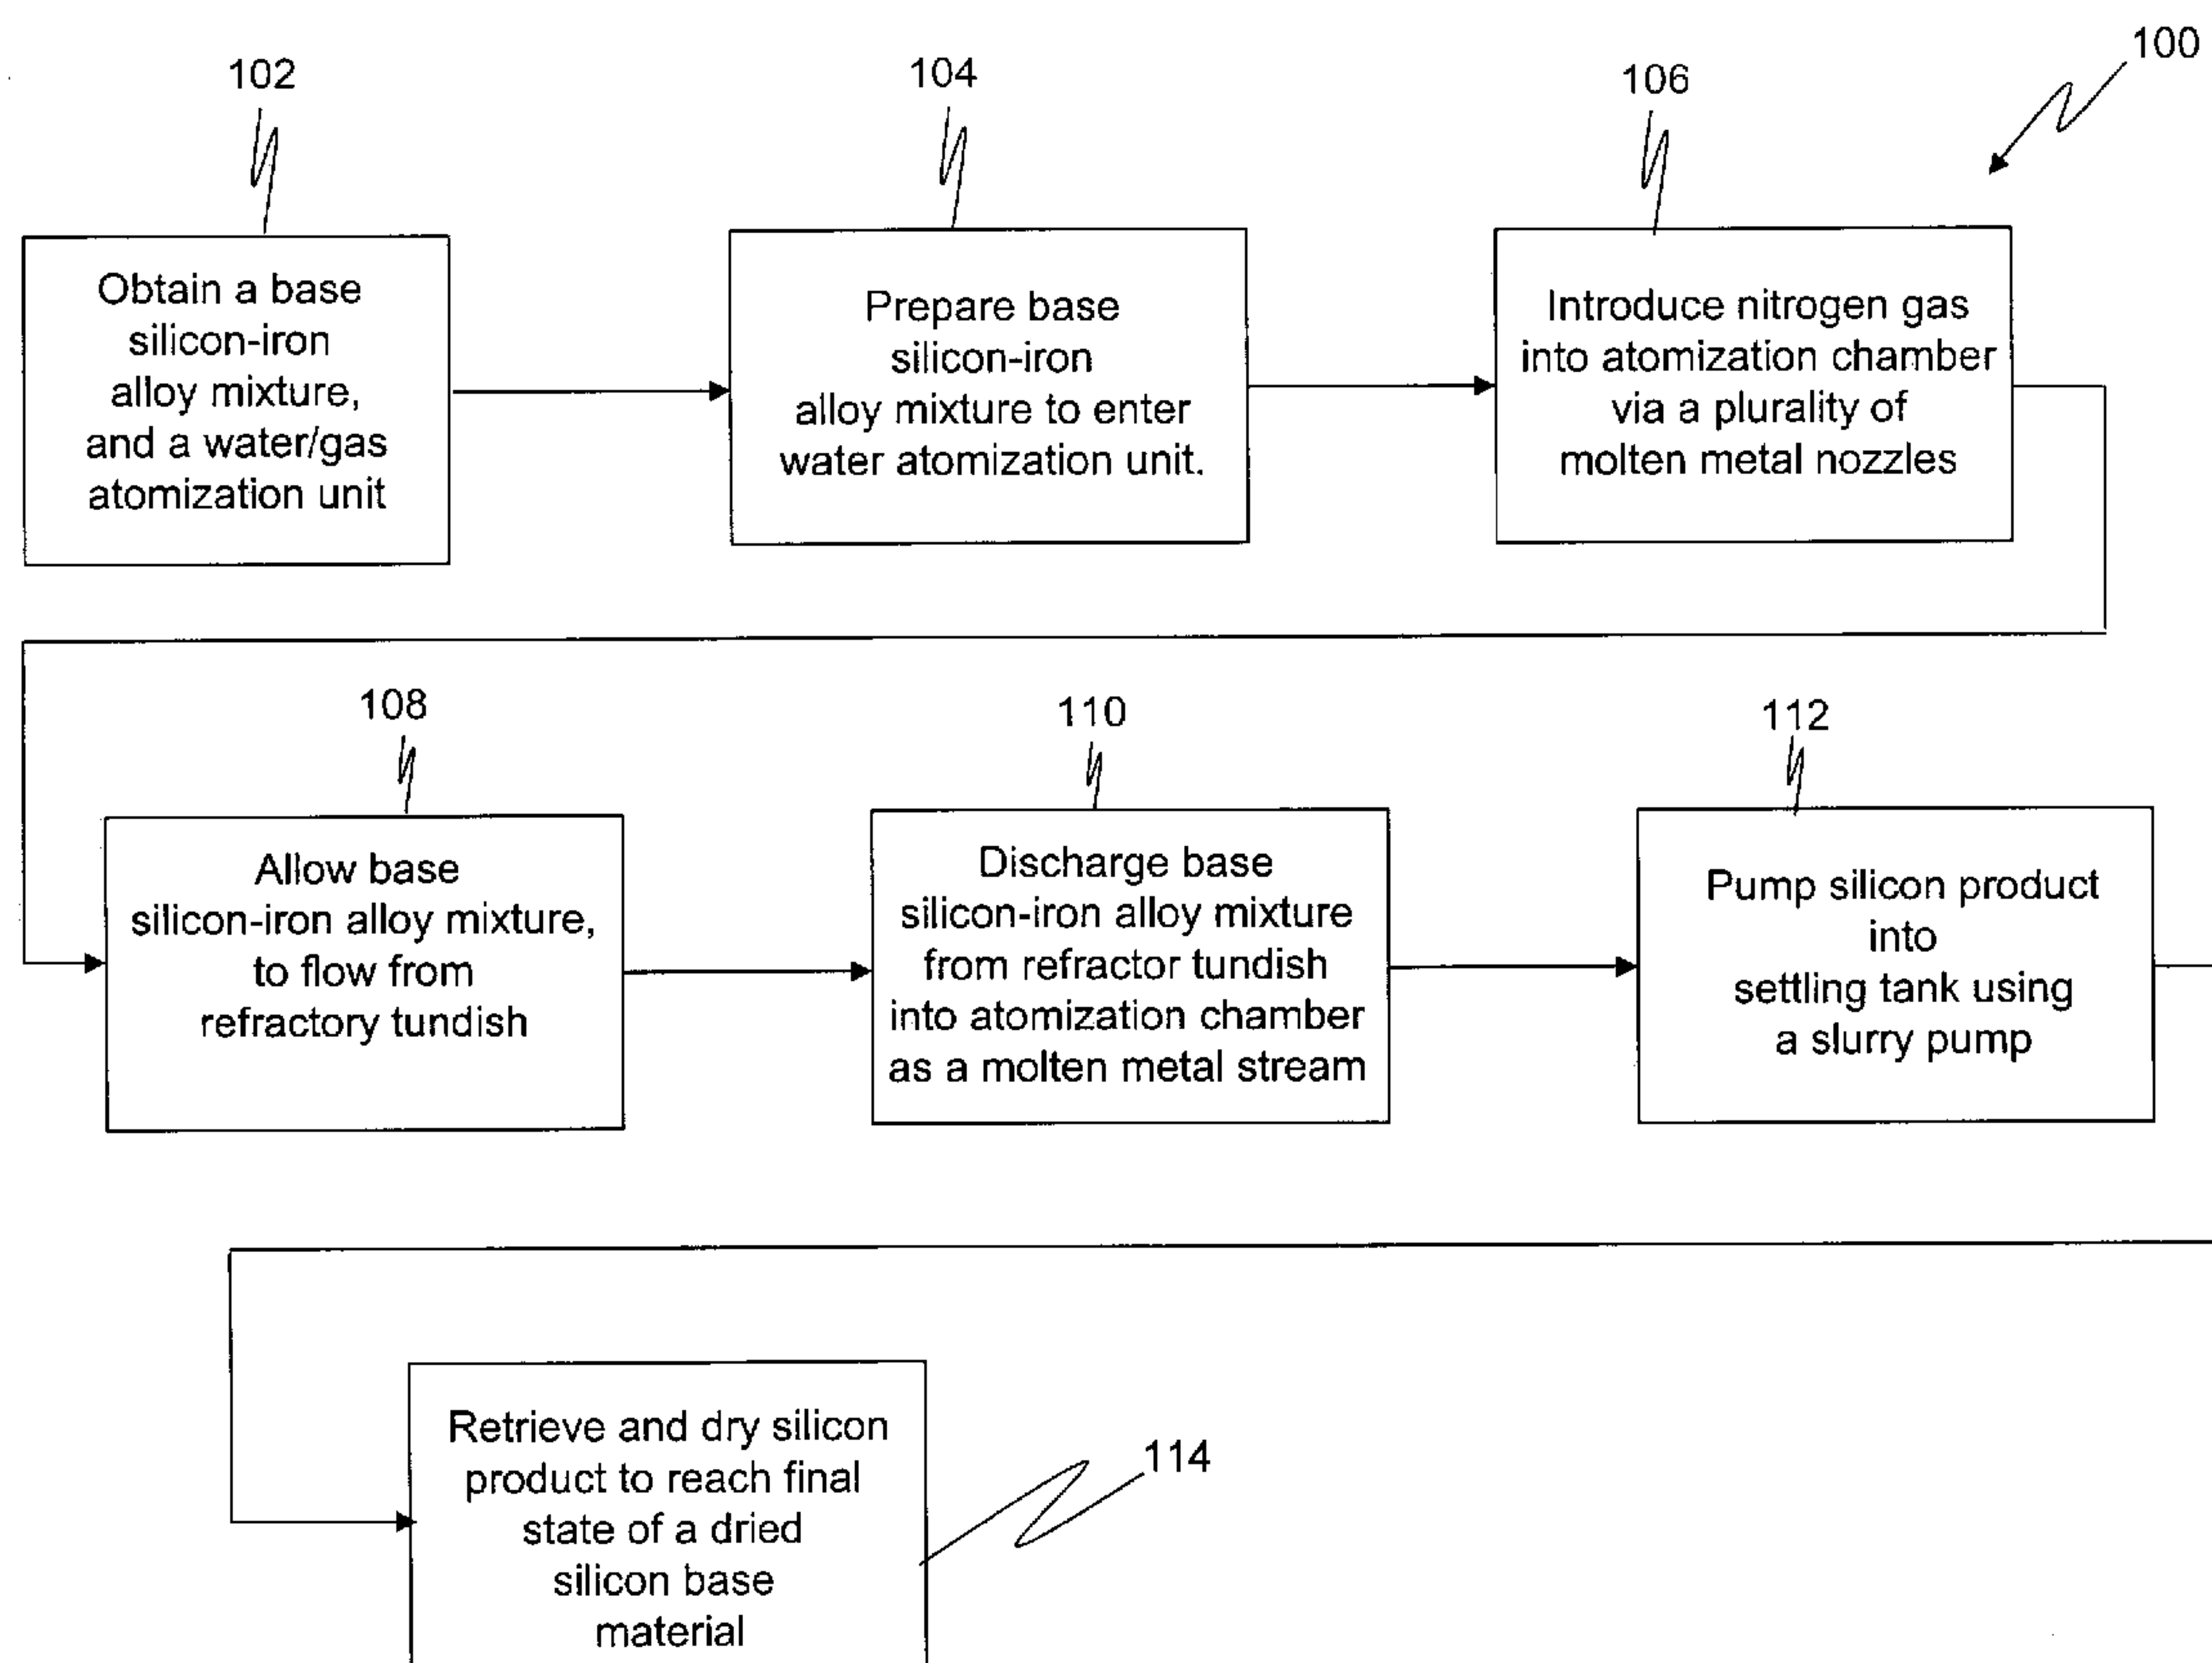 100
102
104
106
Obtain a base
silicon-iron
alloy mixture,
and a water/gas
atomization unit
Prepare base
silicon-iron
alloy mixture to enter
water atomization unit.
Introduce nitrogen gas
into atomization chamber
via a plurality of
molten metal nozzles
108
110
112
Allow base
silicon-iron alloy mixture,
to flow from
refractory tundish
Discharge base
silicon-iron alloy mixture
from refractor tundish
into atomization chamber
as a molten metal stream
Pump silicon product
into
settling tank using
a slurry pump
Retrieve and dry silicon
product to reach final
state of a dried
silicon base
material
114